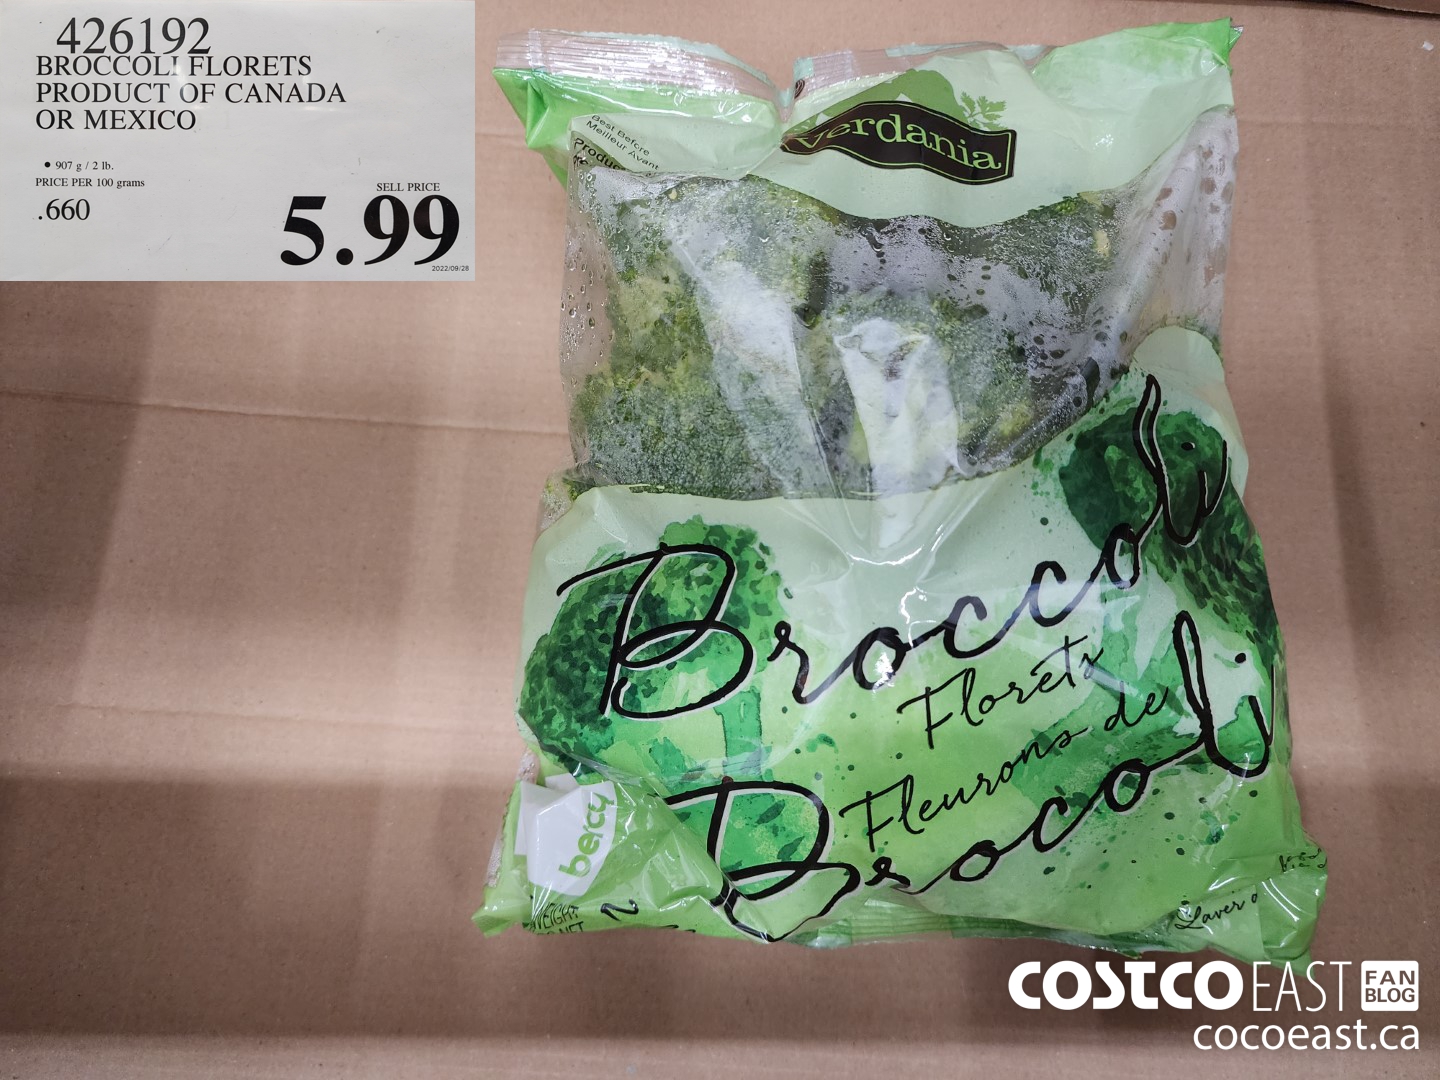 426192
BROCCOLI FLORETS
PRODUCT OF CANADA
OR MEXICO
• 907 g / 2 lb.
PRICE PER 100 grams
.660
SELL PRICE
5.99
2022/09/28
Best Before
Meilleur Avant
verdania
Broccoli
Florets
Fleurons de
Brocoli
bercy
Laver
COSTCO EAST FAN BLOG
cocoeast.ca